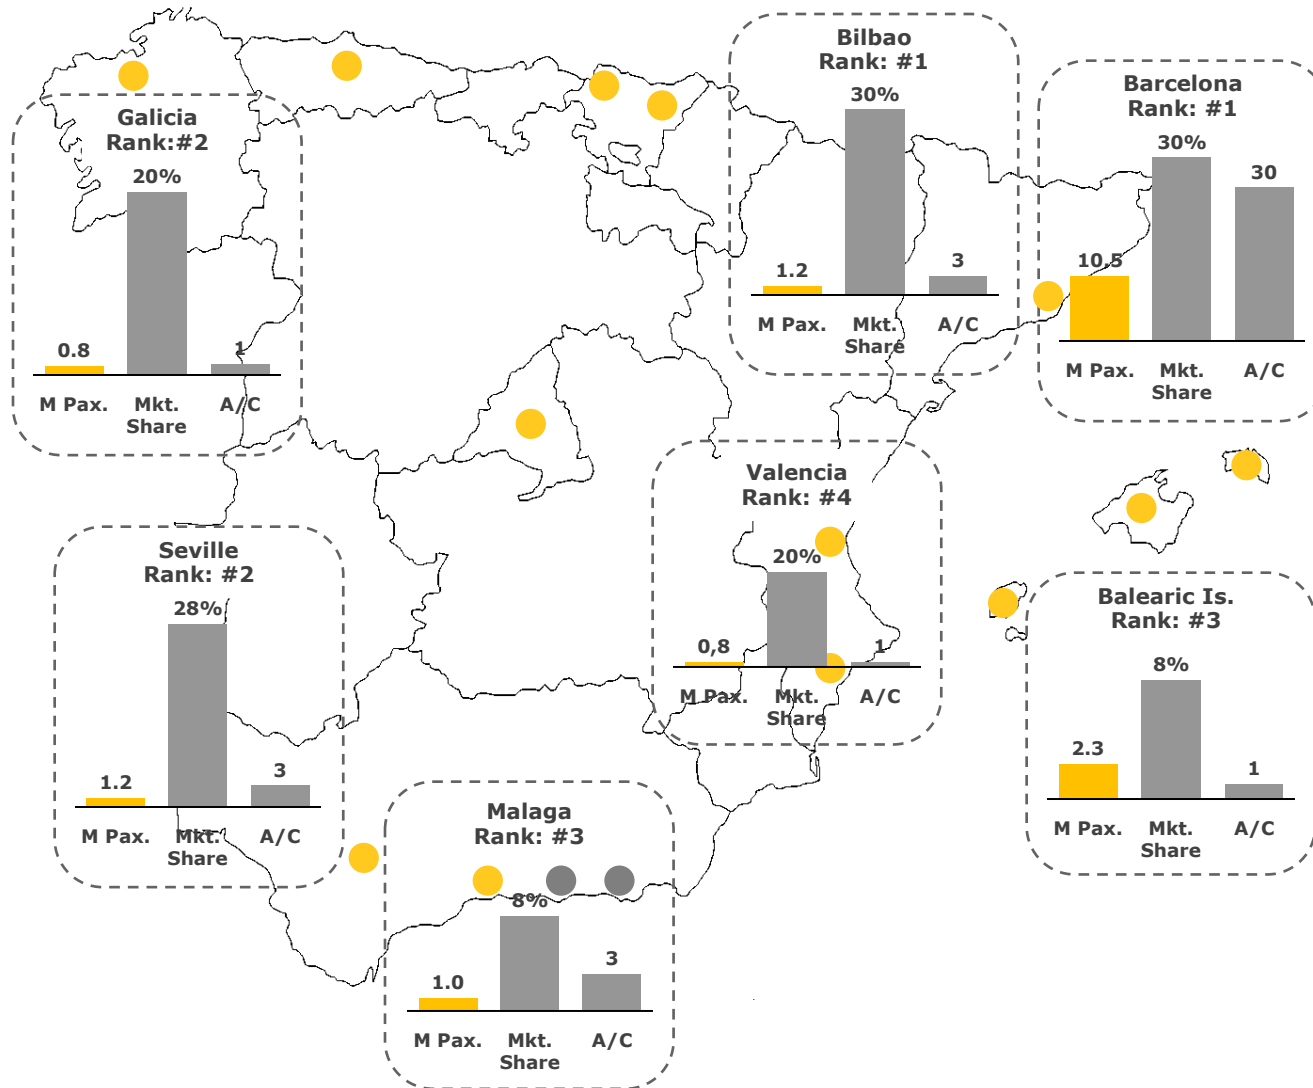 Bilbao
Rank: #1
30%
1.2
3
M Pax.
Mkt.
Share
A/C
Barcelona
Rank: #1
30%
30
10,5
M Pax.
Mkt.
Share
A/C
Galicia
Rank:#2
20%
0.8
1
M Pax.
Mkt.
Share
A/C
Valencia
Rank: #4
20%
0,8
1
M Pax.
Mkt.
Share
A/C
Seville
Rank: #2
28%
1.2
3
M Pax.
Mkt.
Share
A/C
Balearic Is.
Rank: #3
8%
2.3
1
M Pax.
Mkt.
Share
A/C
Malaga
Rank: #3
8%
1.0
3
M Pax.
Mkt.
Share
A/C